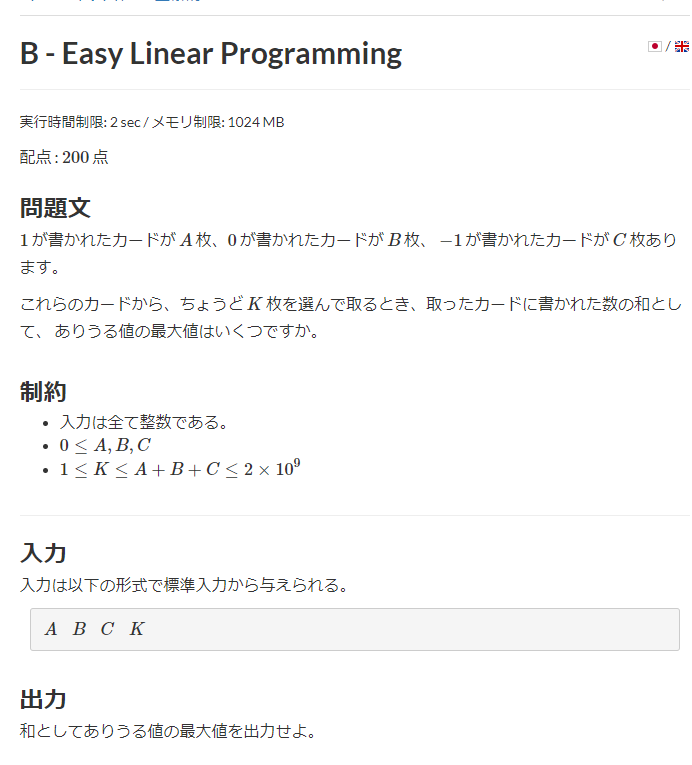 B - Easy Linear Programming
/
実行時間制限: 2 sec / メモリ制限: 1024 MB
配点 : 200 点
問題文
1 が書かれたカードが A 枚、0 が書かれたカードが B 枚、 −1 が書かれたカードが C 枚あり
ます。
これらのカードから、ちょうど K 枚を選んで取るとき、取ったカードに書かれた数の和とし
て、 ありうる値の最大値はいくつですか。
制約
• 入力は全て整数である。
• 0 ≤ A, B, C
• 1 ≤ K ≤ A + B + C ≤ 2 × 10⁹
入力
入力は以下の形式で標準入力から与えられる。
A B C K
出力
和としてありうる値の最大値を出力せよ。